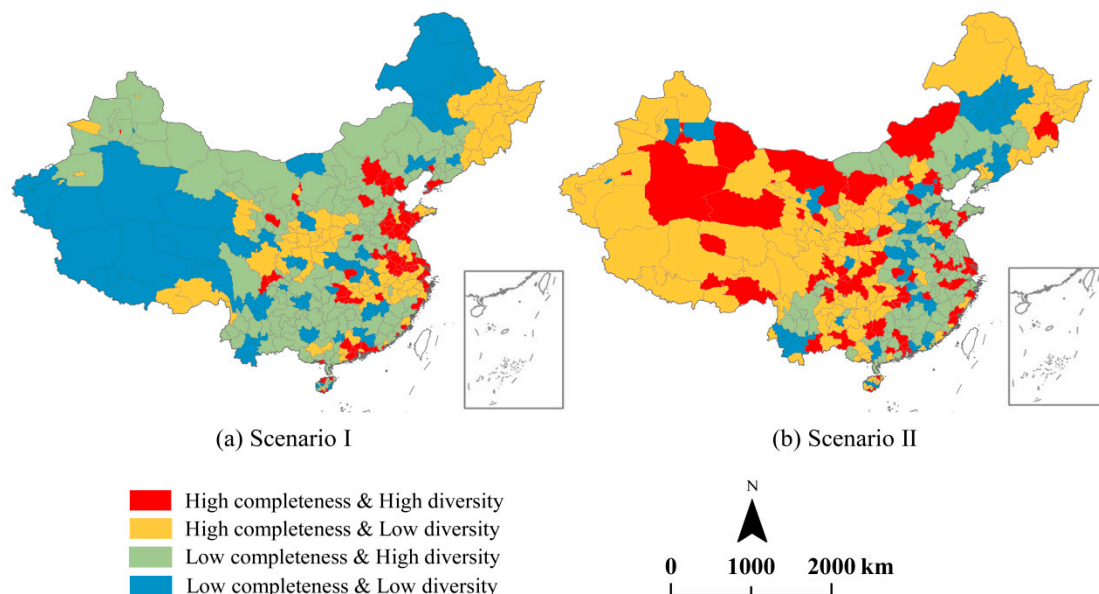 (a) Scenario I
(b) Scenario II
High completeness & High diversity
High completeness & Low diversity
Low completeness & High diversity
Low completeness & Low diversity
N
0 1000 2000 km